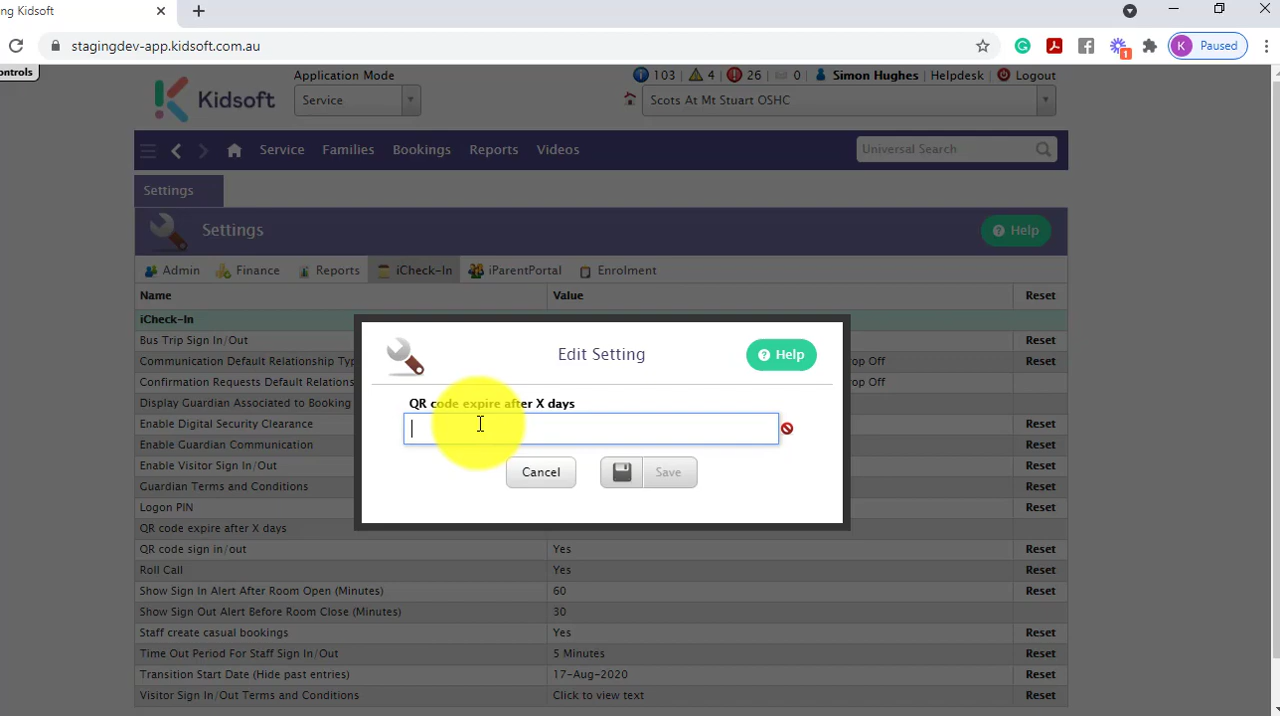 ng Kidsoft
stagingdev-app.kidsoft.com.au
1
K Paused
ontrols
Application Mode
103 4 26 0 Simon Hughes Helpdesk Logout
Kidsoft
Service
Scots At Mt Stuart OSHC
Service Families Bookings Reports Videos
Universal Search
Settings
Settings
Help
Admin Finance Reports iCheck-In iParentPortal Enrolment
Name Value Reset
iCheck-In
Bus Trip Sign In/Out Reset
Communication Default Relationship Typ op Off Reset
Confirmation Requests Default Relations op Off
Display Guardian Associated to Booking
Enable Digital Security Clearance Reset
Enable Guardian Communication Reset
Enable Visitor Sign In/Out Reset
Guardian Terms and Conditions Reset
Logon PIN Reset
QR code expire after X days
QR code sign in/out Yes Reset
Roll Call Yes Reset
Show Sign In Alert After Room Open (Minutes) 60 Reset
Show Sign Out Alert Before Room Close (Minutes) 30
Staff create casual bookings Yes Reset
Time Out Period For Staff Sign In/Out 5 Minutes Reset
Transition Start Date (Hide past entries) 17-Aug-2020 Reset
Visitor Sign In/Out Terms and Conditions Click to view text Reset
Edit Setting
Help
QR code expire after X days
Cancel Save